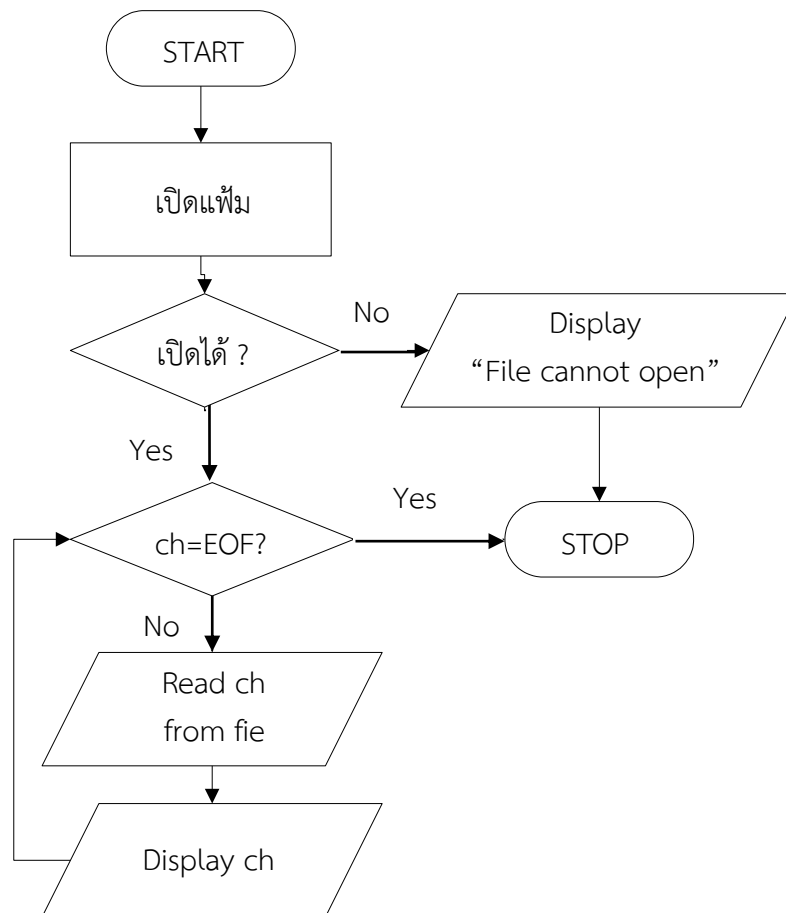 START
เปิดแฟ้ม
เปิดได้ ?
No
Display
“File cannot open”
Yes
ch=EOF?
Yes
STOP
No
Read ch
from fie
Display ch